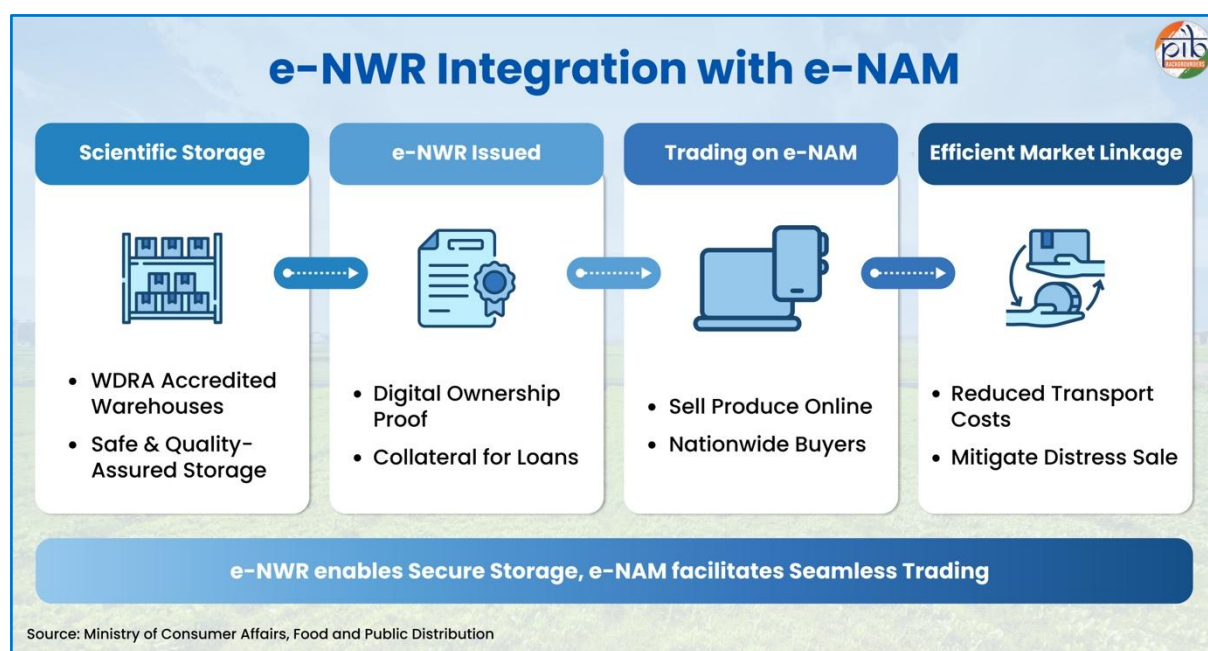 e-NWR Integration with e-NAM
pib
BACKGROUNDERS
Scientific Storage
• WDRA Accredited
Warehouses
• Safe & Quality-
Assured Storage
e-NWR Issued
• Digital Ownership
Proof
• Collateral for Loans
Trading on e-NAM
• Sell Produce Online
• Nationwide Buyers
Efficient Market Linkage
• Reduced Transport
Costs
• Mitigate Distress Sale
e-NWR enables Secure Storage, e-NAM facilitates Seamless Trading
Source: Ministry of Consumer Affairs, Food and Public Distribution